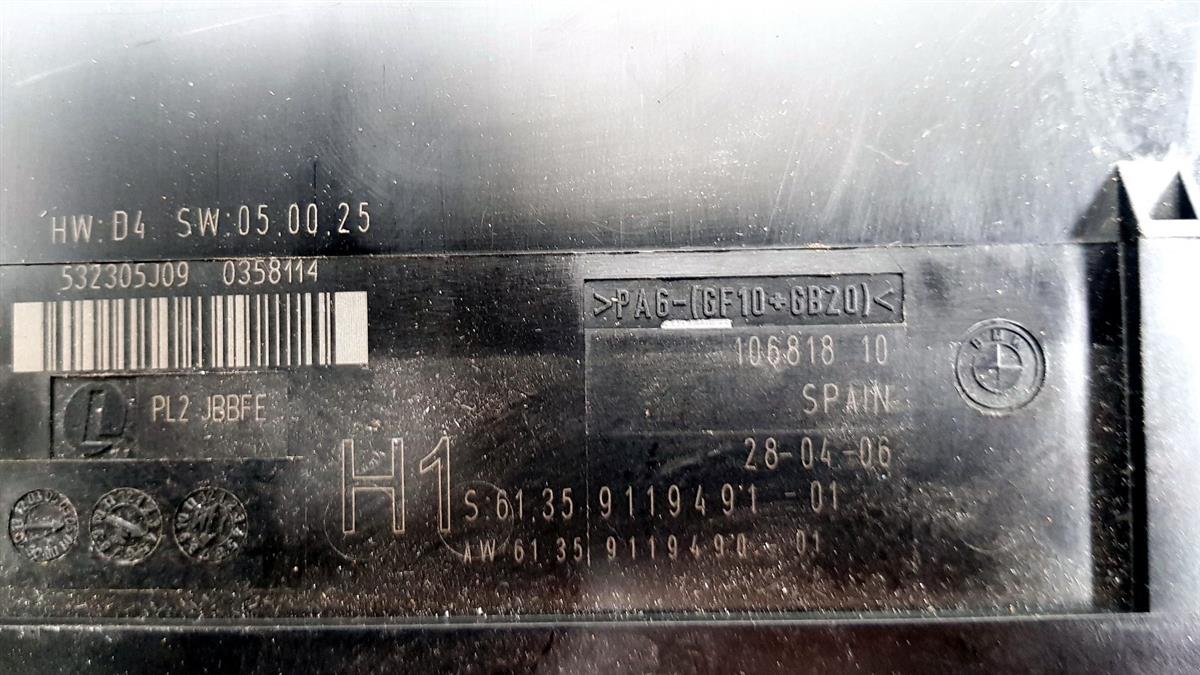 HW:D4 SW:05.00.25
532305J09 0358114
>PA6-(GF10+GB20)<
106818 10
SPAIN
BMW
PL2 JBBFE
28-04-06
H1
S:61.35 9119491-01
AW 61.35 9119490-01